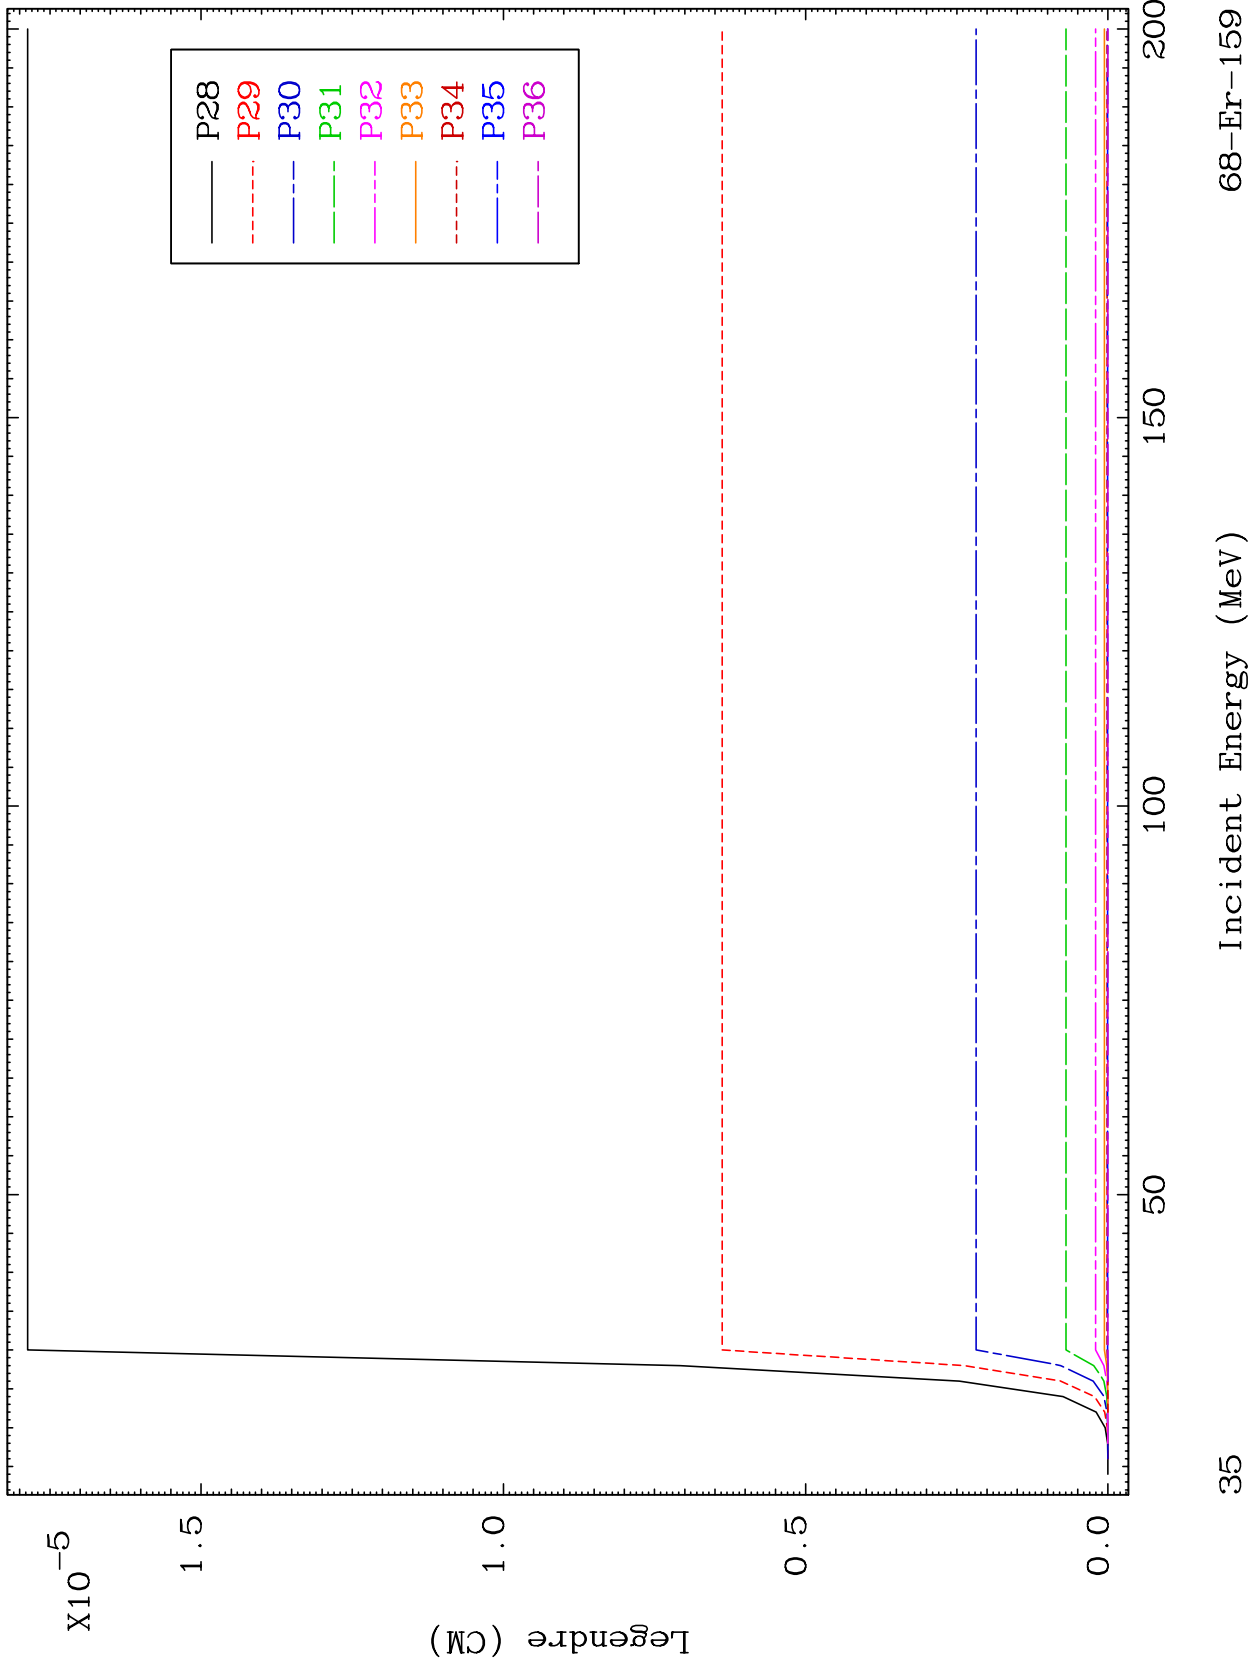 X10-5
1.5
1.0
0.5
0.0
Legendre (CM)
P28
P29
P30
P31
P32
P33
P34
P35
P36
50
100
150
200
35
Incident Energy (MeV)
68-Er-159